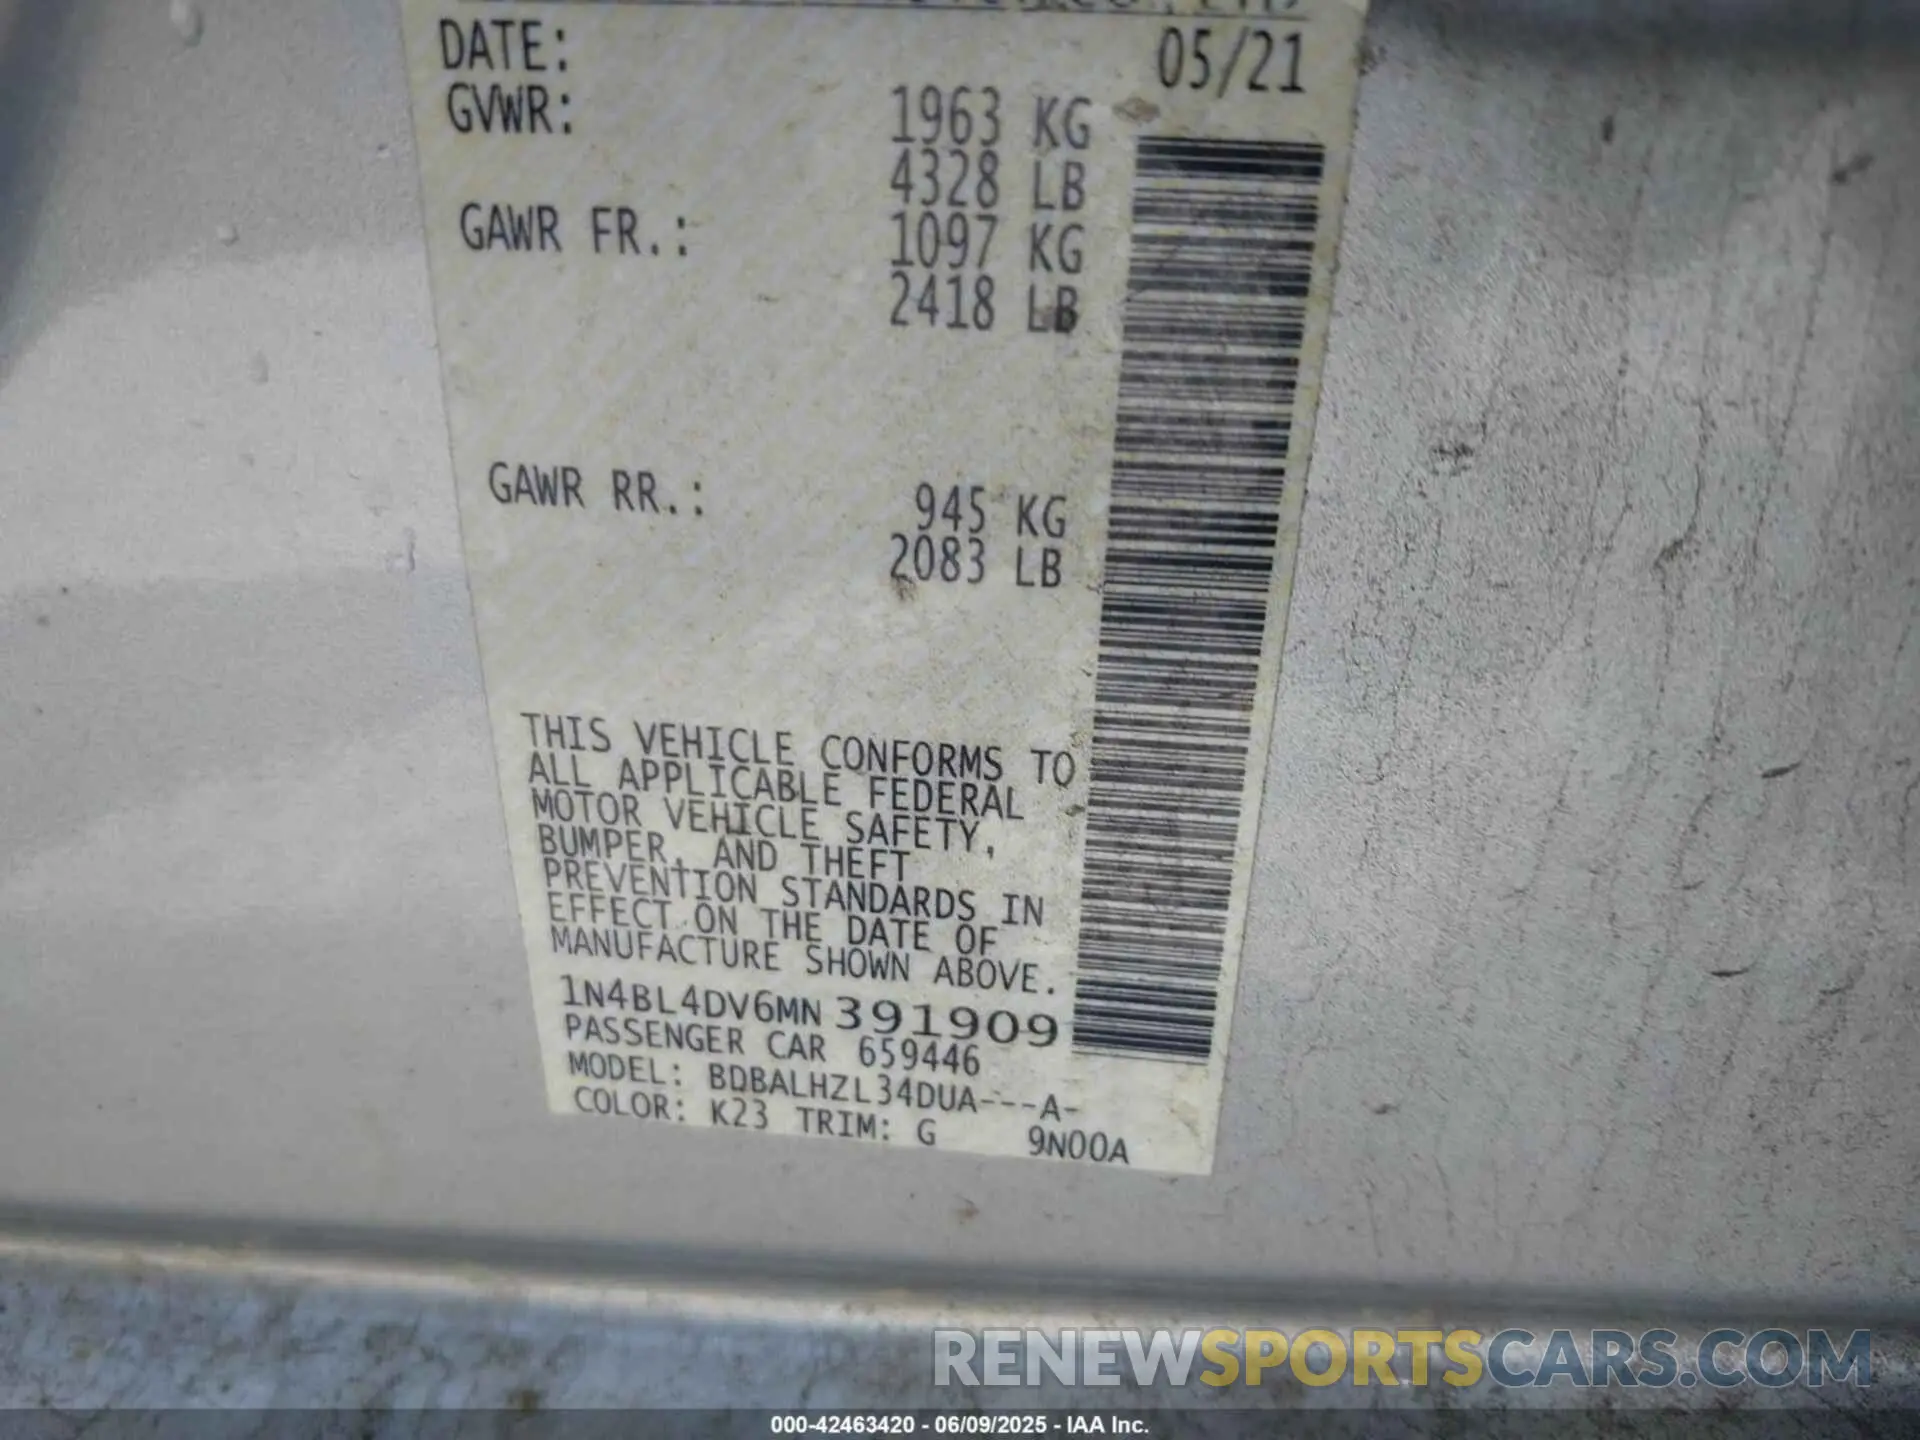 DATE: 05/21
GVWR: 1963 KG
4328 LB
GAWR FR.: 1097 KG
2418 LB
GAWR RR.: 945 KG
2083 LB
THIS VEHICLE CONFORMS TO
ALL APPLICABLE FEDERAL
MOTOR VEHICLE SAFETY,
BUMPER, AND THEFT
PREVENTION STANDARDS IN
EFFECT ON THE DATE OF
MANUFACTURE SHOWN ABOVE.
1N4BL4DV6MN391909
PASSENGER CAR 659446
MODEL: BDBALHZL34DUA---A-
COLOR: K23 TRIM: G 9N00A
RENEWSPORTSCARS.COM
000-42463420 - 06/09/2025 - IAA Inc.